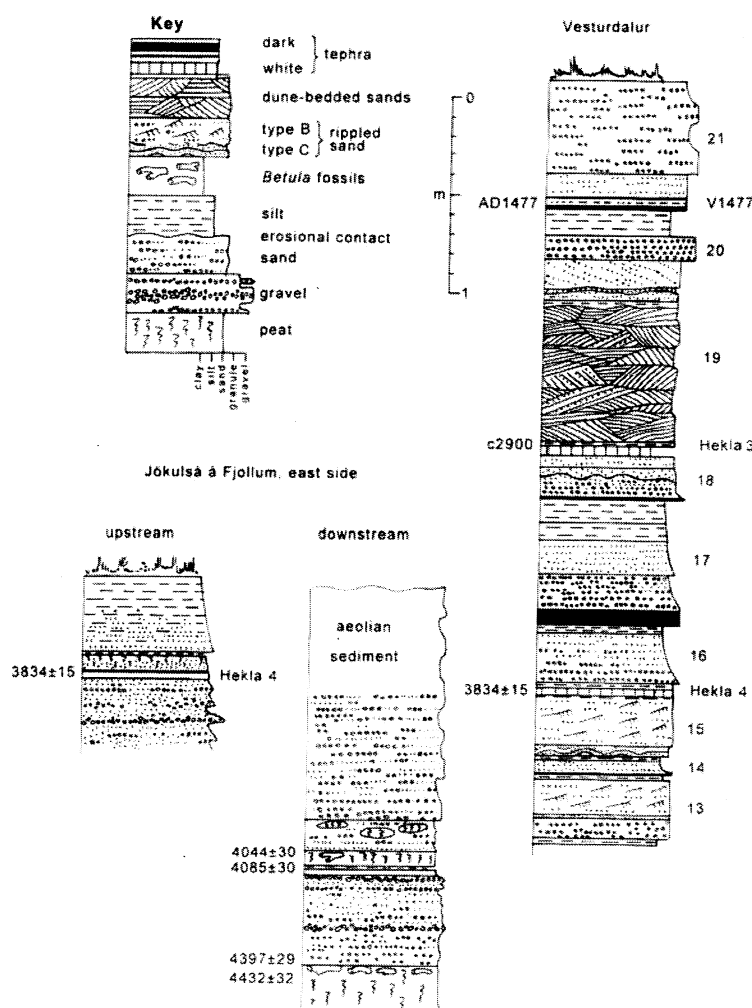 Key
dark
white
tephra
dune-bedded sands
type B
type C
rippled
sand
Betula fossils
silt
erosional contact
sand
gravel
peat
clay
silt
sand
granule
gravel
0
m
1
Vesturdalur
21
AD1477
V1477
20
19
c2900
Hekla 3
18
17
16
3834±15
Hekla 4
15
14
13
Jökulsá á Fjollum, east side
upstream
3834±15
Hekla 4
downstream
aeolian
sediment
4044±30
4085±30
4397±29
4432±32